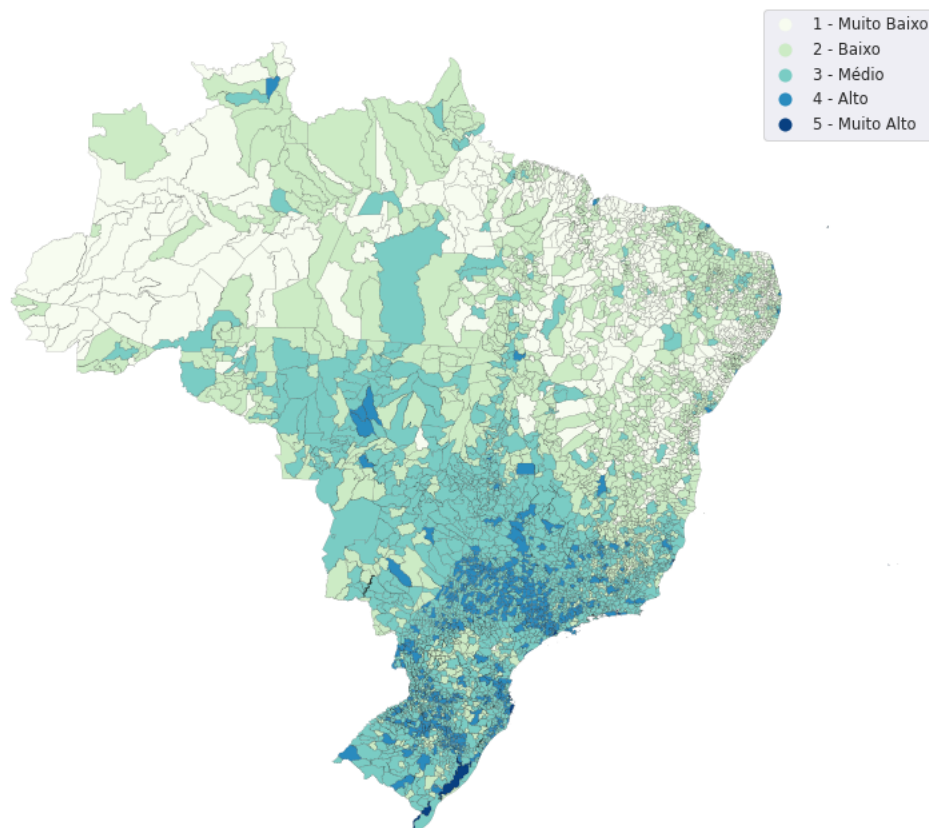 1 - Muito Baixo
2 - Baixo
3 - Médio
4 - Alto
5 - Muito Alto